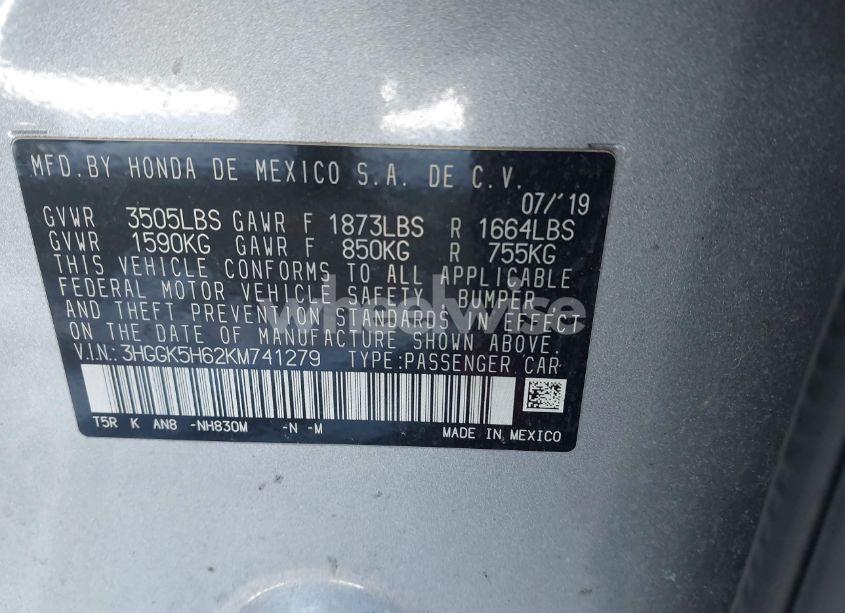 MFD.BY HONDA DE MEXICO S.A. DE C.V.
07/'19
GVWR 3505LBS GAWR F 1873LBS R 1664LBS
GVWR 1590KG GAWR F 850KG R 755KG
THIS VEHICLE CONFORMS TO ALL APPLICABLE
FEDERAL MOTOR VEHICLE SAFETY, BUMPER
AND THEFT PREVENTION STANDARDS IN EFFECT
ON THE DATE OF MANUFACTURE SHOWN ABOVE.
V.I.N.:3HGGK5H62KM741279 TYPE:PASSENGER CAR
T5R K AN8 -NH830M -N -M
MADE IN MEXICO
wheelwise